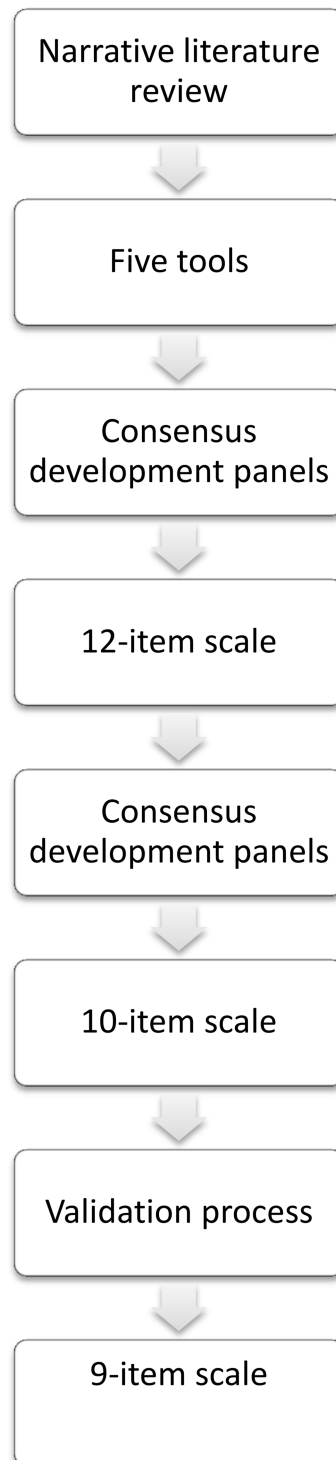 Narrative literature
review
Five tools
Consensus
development panels
12-item scale
Consensus
development panels
10-item scale
Validation process
9-item scale